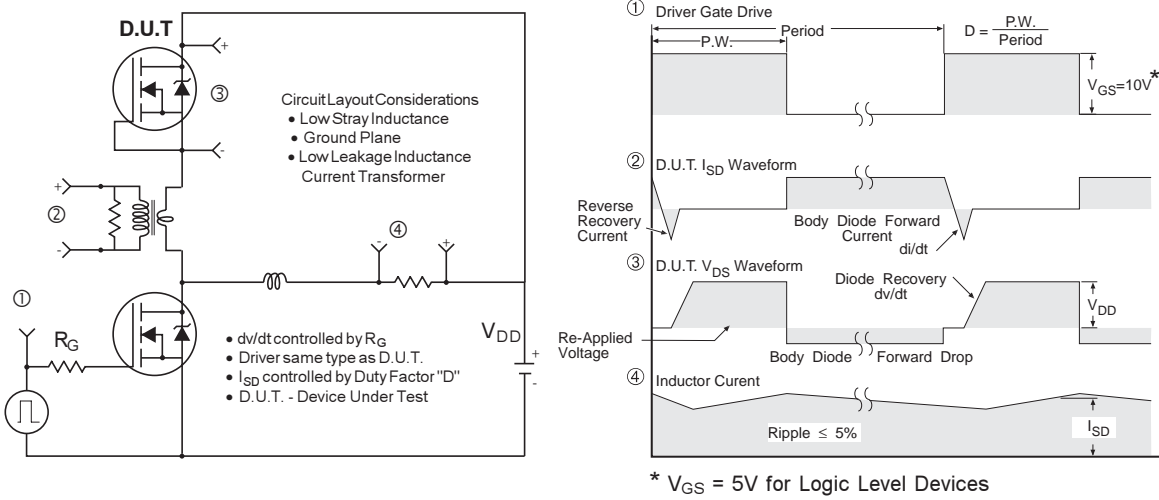 D.U.T
+
③
-
Circuit Layout Considerations
• Low Stray Inductance
• Ground Plane
• Low Leakage Inductance
Current Transformer
+
②
-
④
-
+
①
R_G
V_DD
+
-
• dv/dt controlled by R_G
• Driver same type as D.U.T.
• I_SD controlled by Duty Factor "D"
• D.U.T. - Device Under Test
① Driver Gate Drive
P.W.
Period
D = P.W. / Period
V_GS=10V*
② D.U.T. I_SD Waveform
Reverse
Recovery
Current
Body Diode Forward
Current
di/dt
③ D.U.T. V_DS Waveform
Diode Recovery
dv/dt
V_DD
Re-Applied
Voltage
Body Diode Forward Drop
④ Inductor Curent
Ripple ≤ 5%
I_SD
* V_GS = 5V for Logic Level Devices